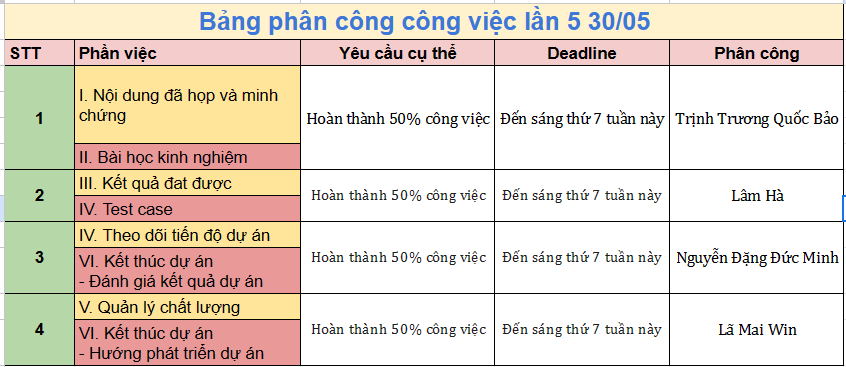 Bảng phân công công việc lần 5 30/05
STT Phần việc Yêu cầu cụ thể Deadline Phân công
1
I. Nội dung đã họp và minh
chứng
II. Bài học kinh nghiệm
Hoàn thành 50% công việc Đến sáng thứ 7 tuần này Trịnh Trương Quốc Bảo
2
III. Kết quả đat được
IV. Test case
Hoàn thành 50% công việc Đến sáng thứ 7 tuần này Lâm Hà
3
IV. Theo dõi tiến độ dự án
VI. Kết thúc dự án
- Đánh giá kết quả dự án
Hoàn thành 50% công việc Đến sáng thứ 7 tuần này Nguyễn Đặng Đức Minh
4
V. Quản lý chất lượng
VI. Kết thúc dự án
- Hướng phát triển dự án
Hoàn thành 50% công việc Đến sáng thứ 7 tuần này Lã Mai Win